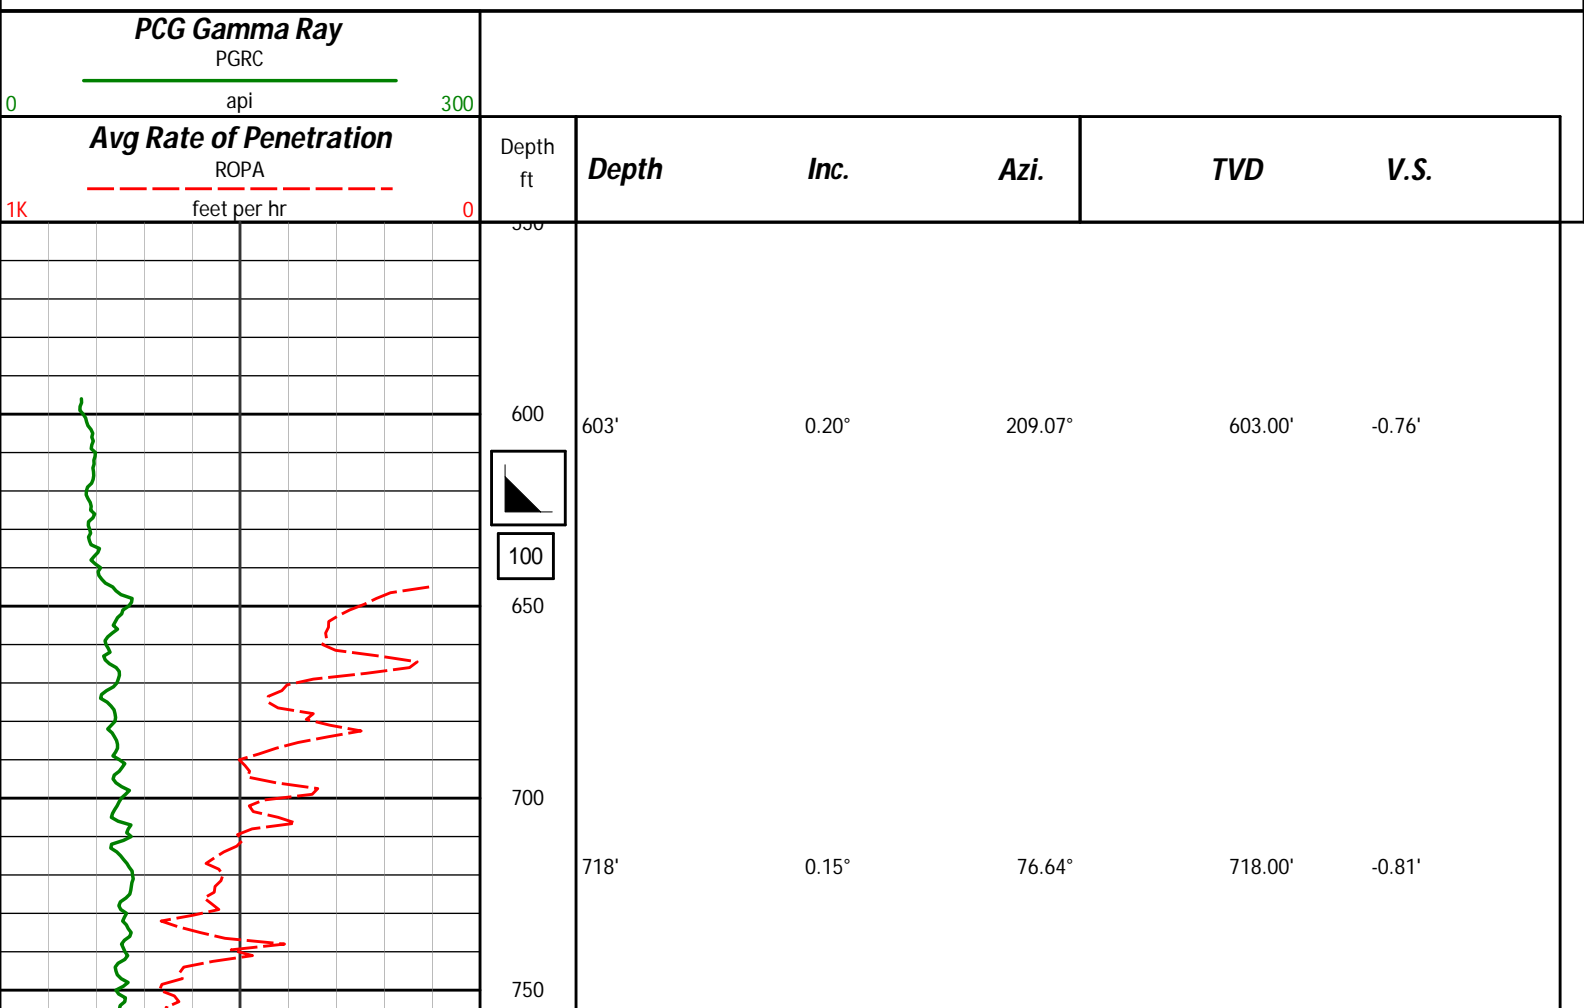 PCG Gamma Ray
PGRC
api
0 300
Avg Rate of Penetration
ROPA
feet per hr
1K 0
Depth
ft
Depth Inc. Azi. TVD V.S.
600
603' 0.20° 209.07° 603.00' -0.76'
100
650
700
718' 0.15° 76.64° 718.00' -0.81'
750